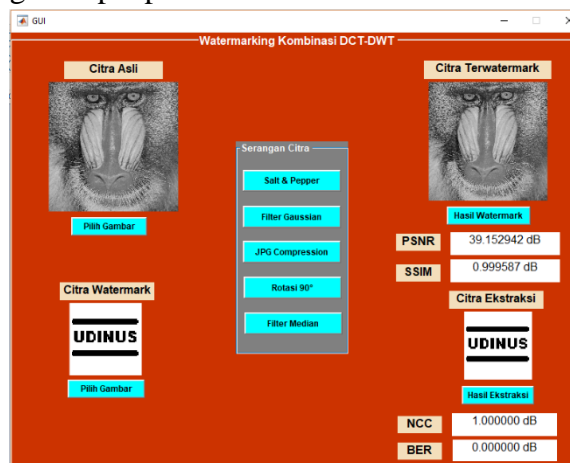 GUI
Watermarking Kombinasi DCT-DWT
Citra Asli
Pilih Gambar
Citra Watermark
UDINUS
Pilih Gambar
Serangan Citra
Salt & Pepper
Filter Gaussian
JPG Compression
Rotasi 90°
Filter Median
Citra Terwatermark
Hasil Watermark
PSNR 39.152942 dB
SSIM 0.999587 dB
Citra Ekstraksi
UDINUS
Hasil Ekstraksi
NCC 1.000000 dB
BER 0.000000 dB